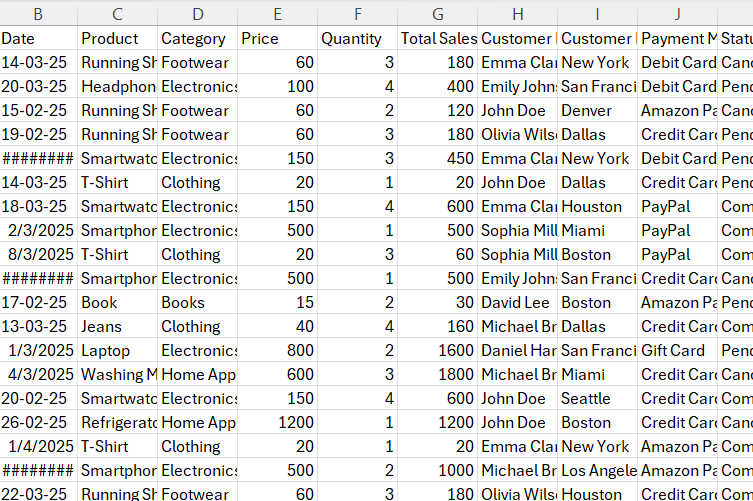 B C D E F G H I J
Date Product Category Price Quantity Total Sales Customer Customer Payment M Statu
14-03-25 Running Sh Footwear 60 3 180 Emma Clar New York Debit Card Canc
20-03-25 Headphon Electronics 100 4 400 Emily Johns San Franci Debit Card Pend
15-02-25 Running Sh Footwear 60 2 120 John Doe Denver Amazon Pa Canc
19-02-25 Running Sh Footwear 60 3 180 Olivia Wils Dallas Credit Card Pend
######## Smartwatc Electronics 150 3 450 Emma Clar New York Debit Card Pend
14-03-25 T-Shirt Clothing 20 1 20 John Doe Dallas Credit Card Pend
18-03-25 Smartwatc Electronics 150 4 600 Emma Clar Houston PayPal Com
2/3/2025 Smartphor Electronics 500 1 500 Sophia Mill Miami PayPal Com
8/3/2025 T-Shirt Clothing 20 3 60 Sophia Mill Boston PayPal Com
######## Smartphor Electronics 500 1 500 Emily Johns San Franci Credit Card Canc
17-02-25 Book Books 15 2 30 David Lee Boston Amazon Pa Pend
13-03-25 Jeans Clothing 40 4 160 Michael Br Dallas Credit Card Com
1/3/2025 Laptop Electronics 800 2 1600 Daniel Har San Franci Gift Card Pend
4/3/2025 Washing M Home App 600 3 1800 Michael Br Miami Credit Card Canc
20-02-25 Smartwatc Electronics 150 4 600 John Doe Seattle Credit Card Com
26-02-25 Refrigerato Home App 1200 1 1200 John Doe Boston Credit Card Canc
1/4/2025 T-Shirt Clothing 20 1 20 Emma Clar New York Amazon Pa Com
######## Smartphor Electronics 500 2 1000 Michael Br Los Angele Amazon Pa Com
22-03-25 Running Sh Footwear 60 3 180 Olivia Wils Houston Credit Card Com